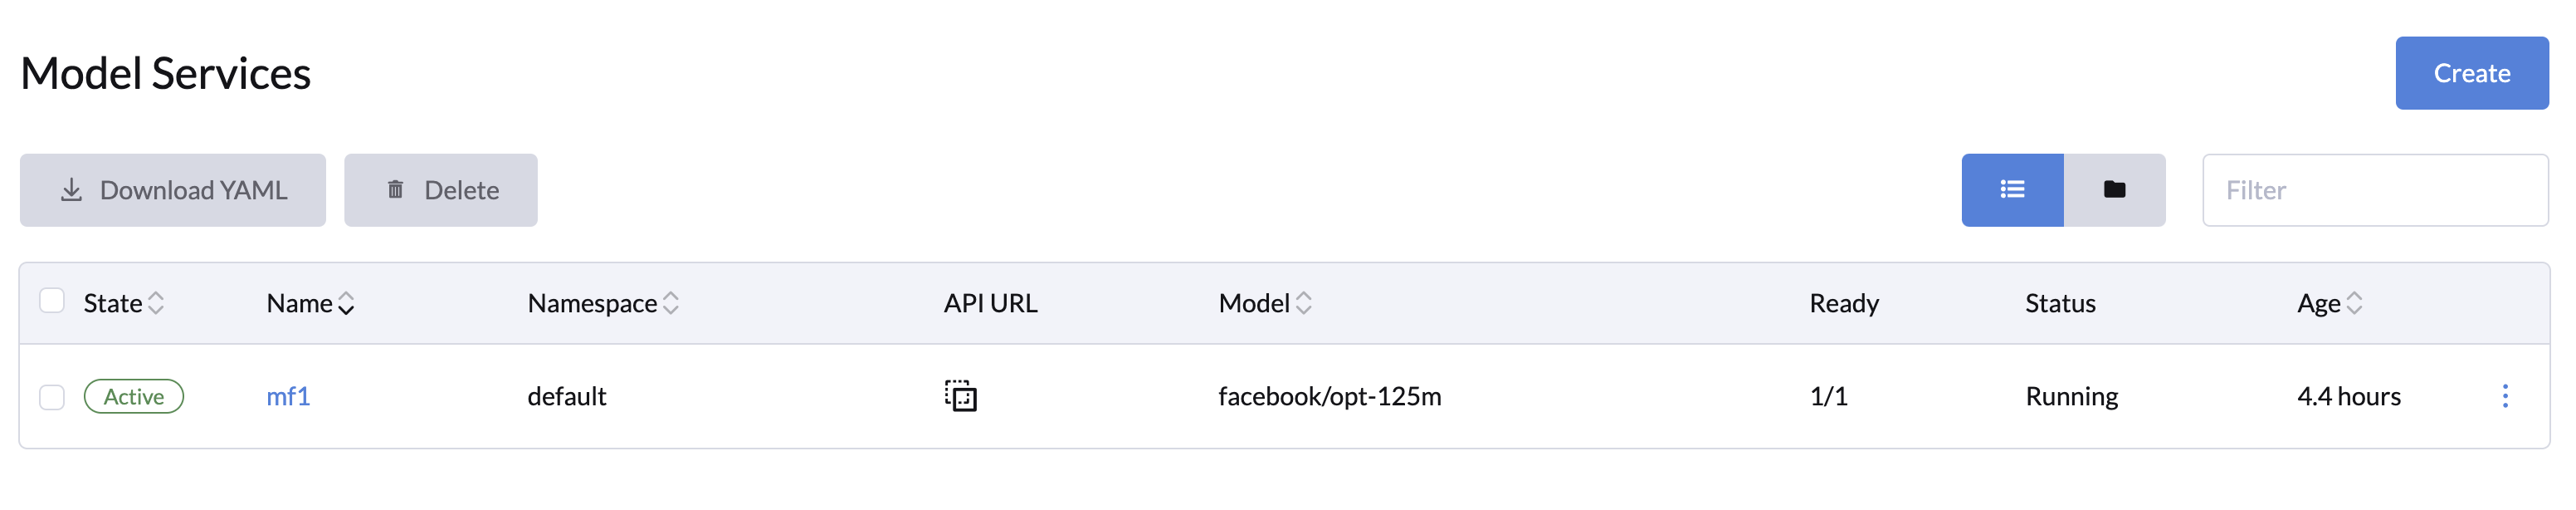 Model Services
Create
Download YAML Delete Filter
State Name Namespace API URL Model Ready Status Age
Active mf1 default facebook/opt-125m 1/1 Running 4.4 hours